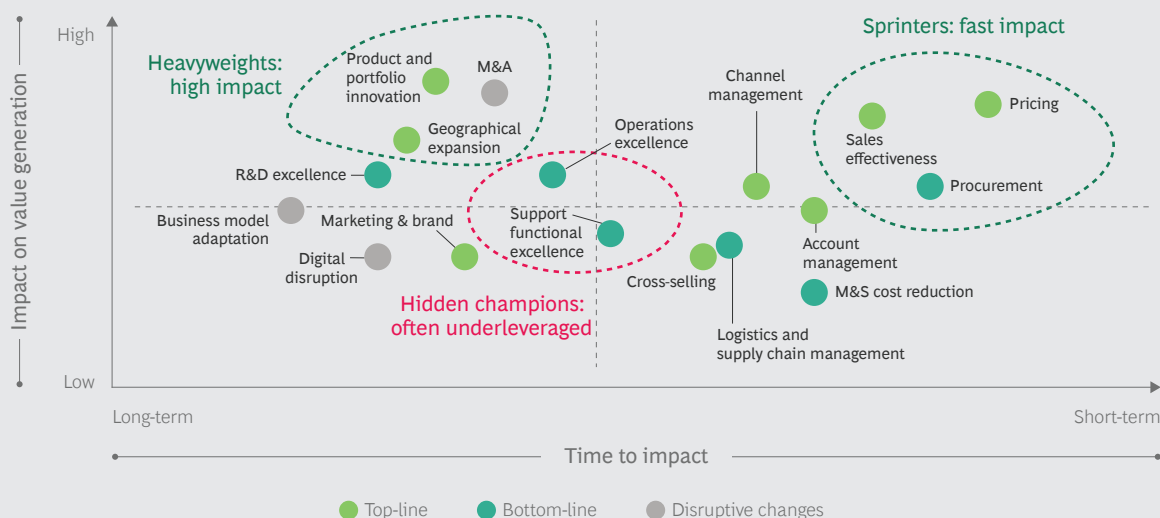 Impact on value generation
High
Low
Heavyweights:
high impact
Product and
portfolio
innovation
M&A
Geographical
expansion
R&D excellence
Business model
adaptation
Digital
disruption
Marketing & brand
Hidden champions:
often underleveraged
Operations
excellence
Support
functional
excellence
Channel
management
Cross-selling
Logistics and
supply chain management
Sprinters: fast impact
Pricing
Sales
effectiveness
Procurement
Account
management
M&S cost reduction
Long-term
Short-term
Time to impact
Top-line
Bottom-line
Disruptive changes